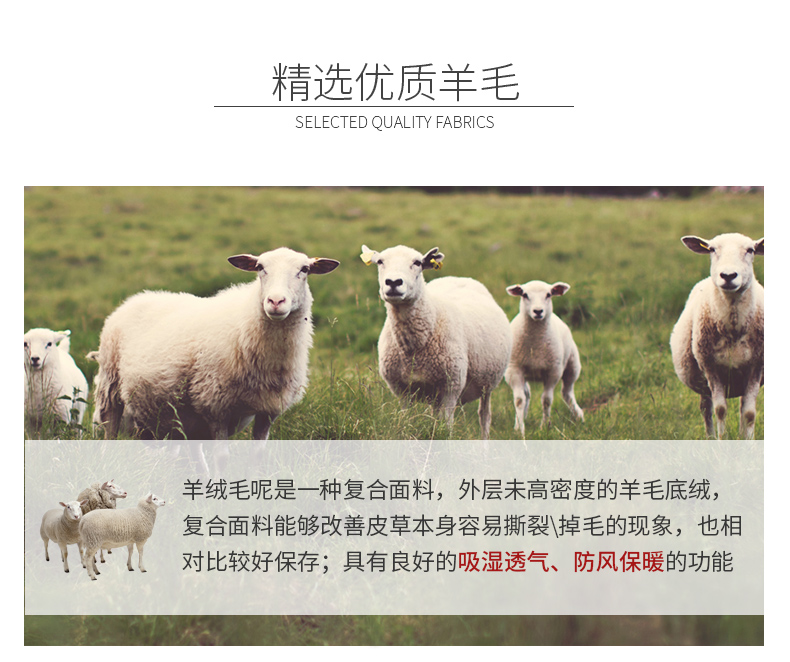 精选优质羊毛
SELECTED QUALITY FABRICS
羊绒毛呢是一种复合面料，外层未高密度的羊毛底绒，
复合面料能够改善皮草本身容易撕裂\掉毛的现象，也相
对比较好保存；具有良好的吸湿透气、防风保暖的功能